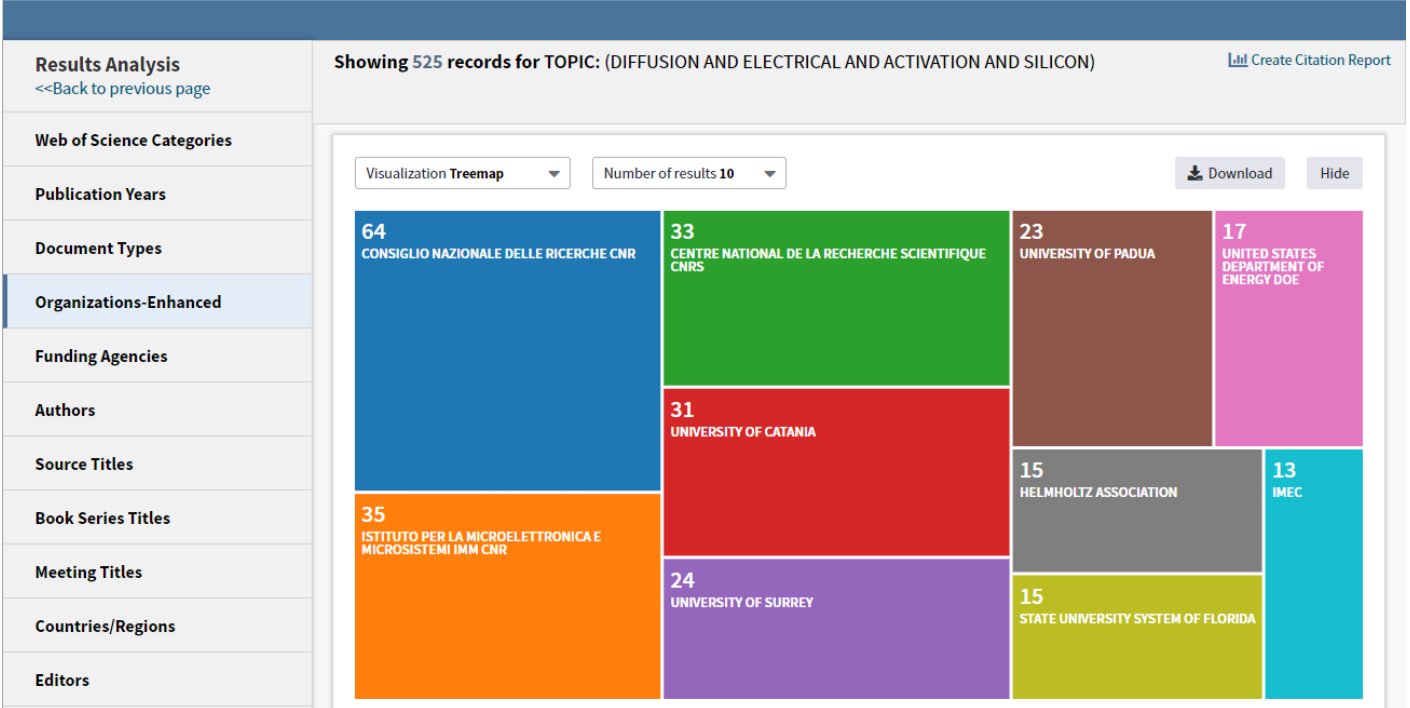 Results Analysis
<<Back to previous page
Web of Science Categories
Publication Years
Document Types
Organizations-Enhanced
Funding Agencies
Authors
Source Titles
Book Series Titles
Meeting Titles
Countries/Regions
Editors
Showing 525 records for TOPIC: (DIFFUSION AND ELECTRICAL AND ACTIVATION AND SILICON)
Create Citation Report
Visualization Treemap
Number of results 10
Download
Hide
64
CONSIGLIO NAZIONALE DELLE RICERCHE CNR
35
ISTITUTO PER LA MICROELETTRONICA E
MICROSISTEMI IMM CNR
33
CENTRE NATIONAL DE LA RECHERCHE SCIENTIFIQUE
CNRS
31
UNIVERSITY OF CATANIA
24
UNIVERSITY OF SURREY
23
UNIVERSITY OF PADUA
17
UNITED STATES
DEPARTMENT OF
ENERGY DOE
15
HELMHOLTZ ASSOCIATION
15
STATE UNIVERSITY SYSTEM OF FLORIDA
13
IMEC